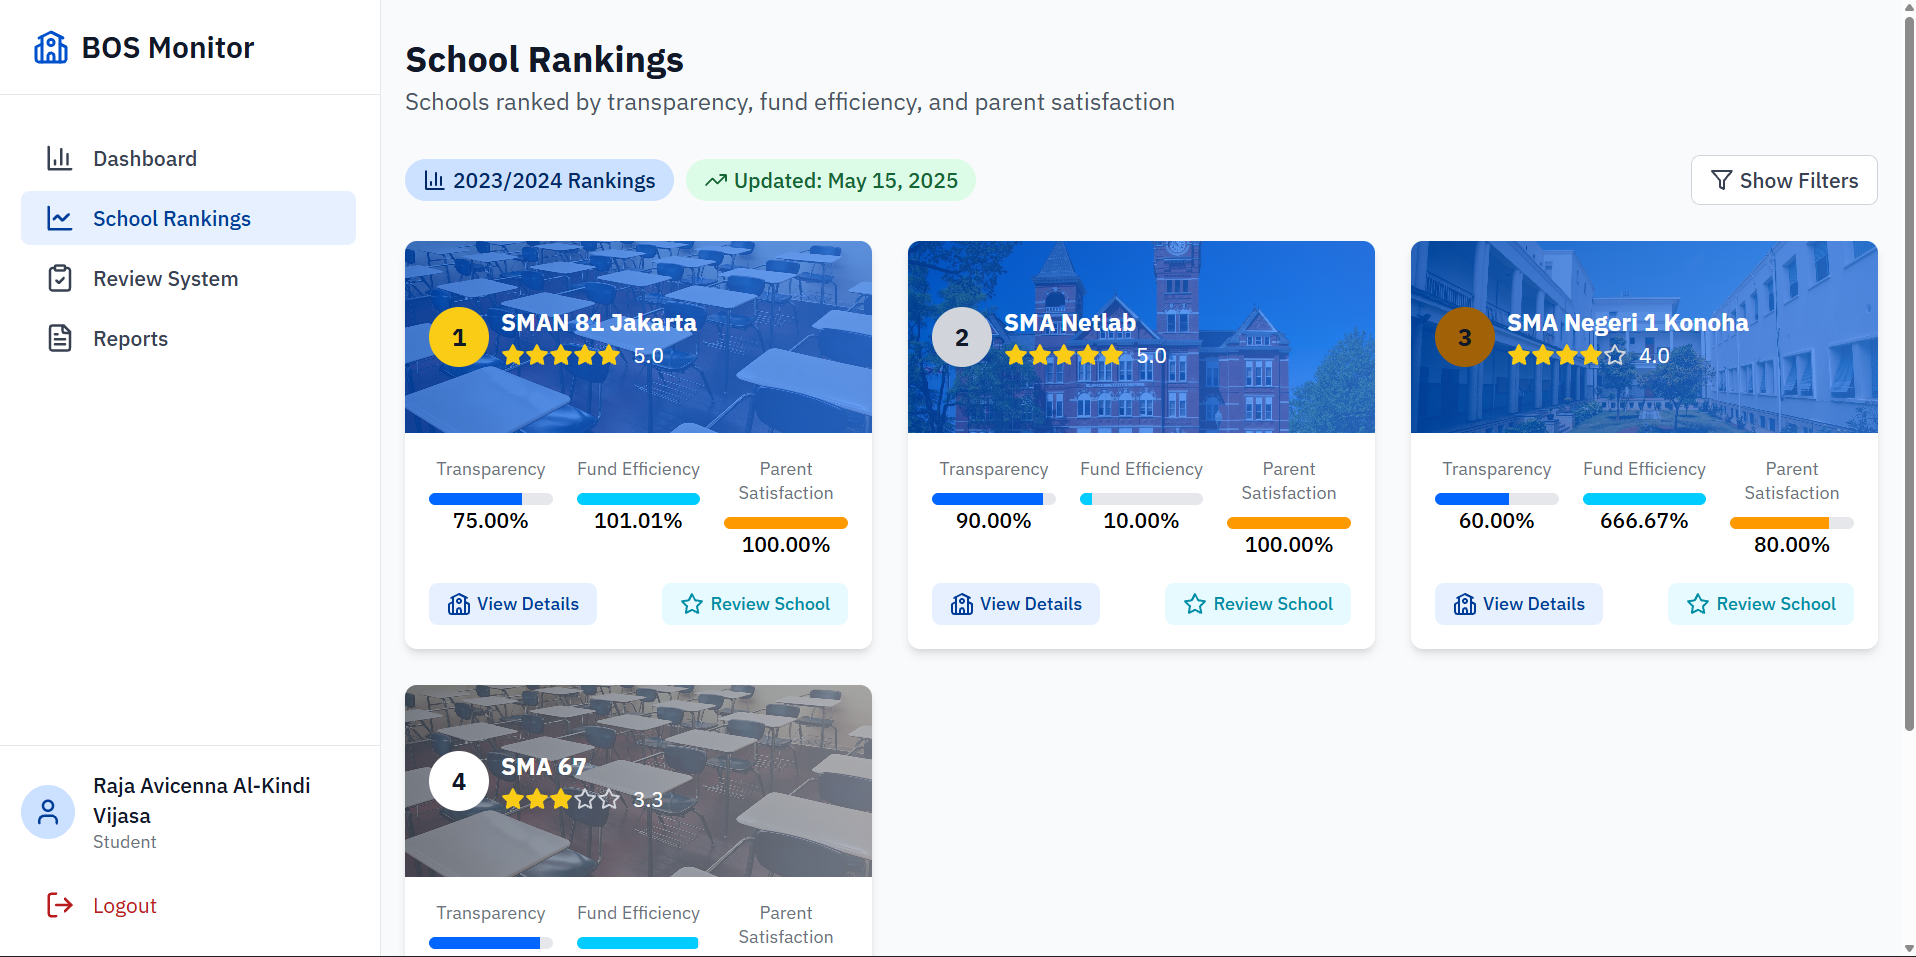 BOS Monitor
Dashboard
School Rankings
Review System
Reports
Raja Avicenna Al-Kindi
Vijasa
Student
Logout
School Rankings
Schools ranked by transparency, fund efficiency, and parent satisfaction
2023/2024 Rankings
Updated: May 15, 2025
Show Filters
1
SMAN 81 Jakarta
5.0
Transparency
75.00%
Fund Efficiency
101.01%
Parent
Satisfaction
100.00%
View Details
Review School
2
SMA Netlab
5.0
Transparency
90.00%
Fund Efficiency
10.00%
Parent
Satisfaction
100.00%
View Details
Review School
3
SMA Negeri 1 Konoha
4.0
Transparency
60.00%
Fund Efficiency
666.67%
Parent
Satisfaction
80.00%
View Details
Review School
4
SMA 67
3.3
Transparency
Fund Efficiency
Parent
Satisfaction